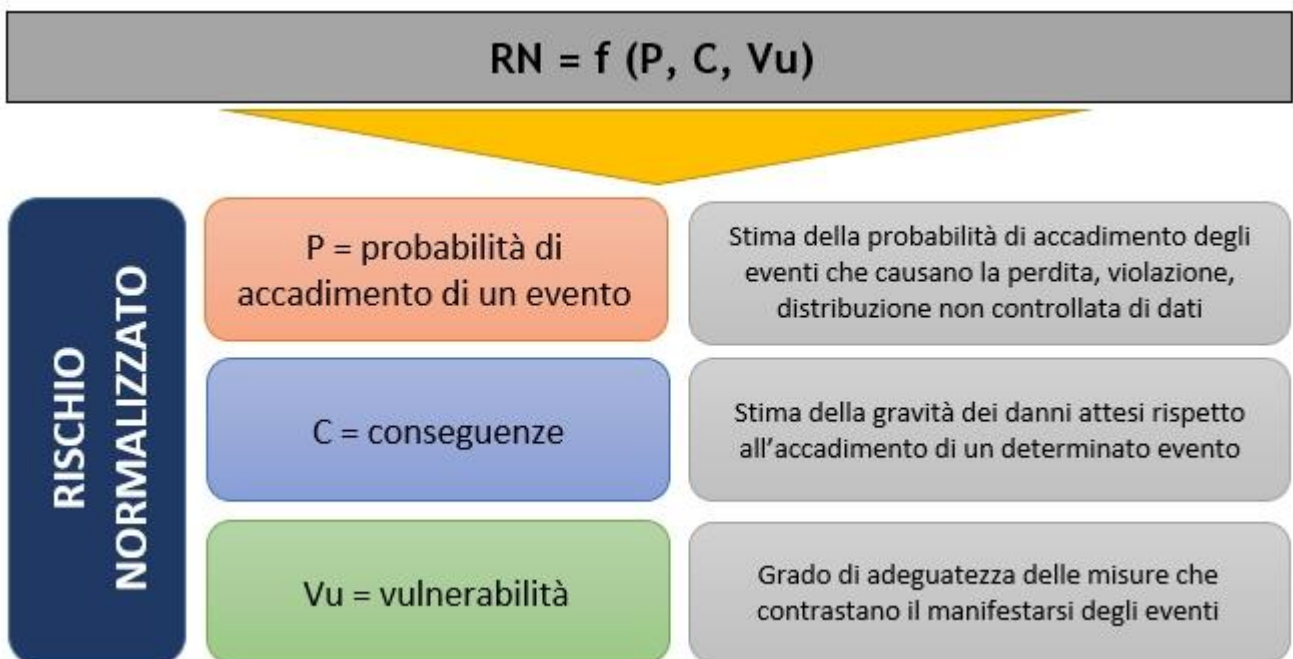 RN = f (P, C, Vu)
RISCHIO
NORMALIZZATO
P = probabilità di
accadimento di un evento
Stima della probabilità di accadimento degli
eventi che causano la perdita, violazione,
distribuzione non controllata di dati
C = conseguenze
Stima della gravità dei danni attesi rispetto
all'accadimento di un determinato evento
Vu = vulnerabilità
Grado di adeguatezza delle misure che
contrastano il manifestarsi degli eventi